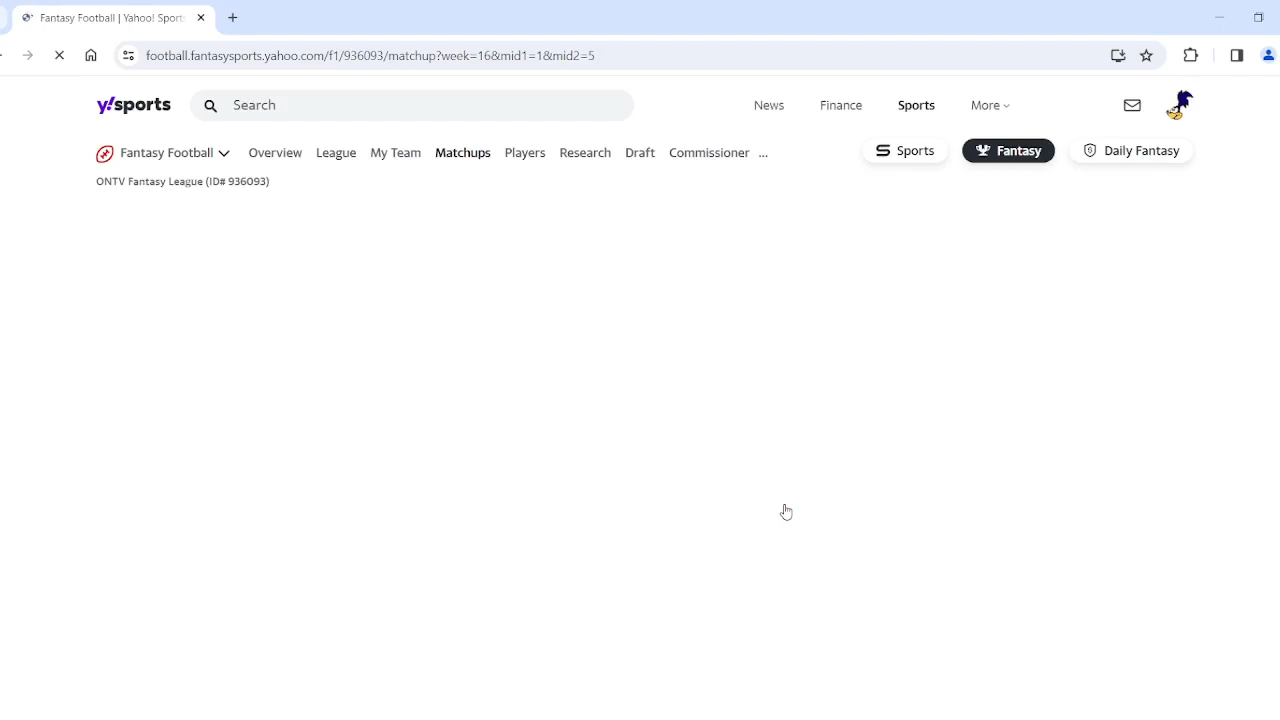 Fantasy Football | Yahoo! Sports
football.fantasysports.yahoo.com/f1/936093/matchup?week=16&mid1=1&mid2=5
y!sports
Search
News
Finance
Sports
More
Fantasy Football
Overview
League
My Team
Matchups
Players
Research
Draft
Commissioner
...
Sports
Fantasy
Daily Fantasy
ONTV Fantasy League (ID# 936093)